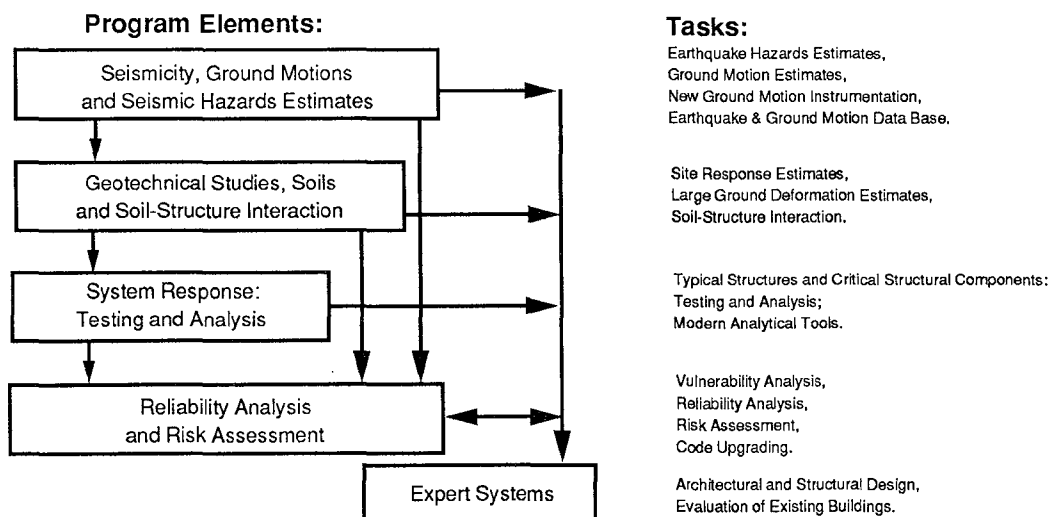 Program Elements:
Seismicity, Ground Motions
and Seismic Hazards Estimates
Geotechnical Studies, Soils
and Soil-Structure Interaction
System Response:
Testing and Analysis
Reliability Analysis
and Risk Assessment
Expert Systems
Tasks:
Earthquake Hazards Estimates,
Ground Motion Estimates,
New Ground Motion Instrumentation,
Earthquake & Ground Motion Data Base.
Site Response Estimates,
Large Ground Deformation Estimates,
Soil-Structure Interaction.
Typical Structures and Critical Structural Components:
Testing and Analysis;
Modern Analytical Tools.
Vulnerability Analysis,
Reliability Analysis,
Risk Assessment,
Code Upgrading.
Architectural and Structural Design,
Evaluation of Existing Buildings.